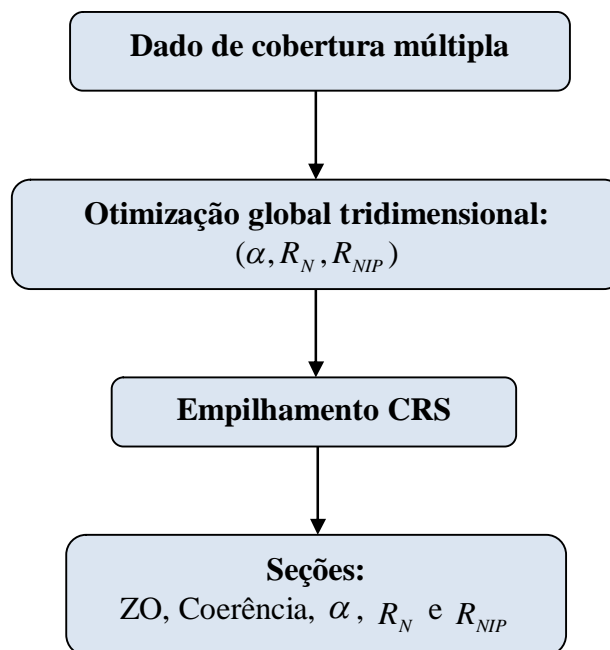 Dado de cobertura múltipla
Otimização global tridimensional:
(α, R_N, R_NIP)
Empilhamento CRS
Seções:
ZO, Coerência, α, R_N e R_NIP